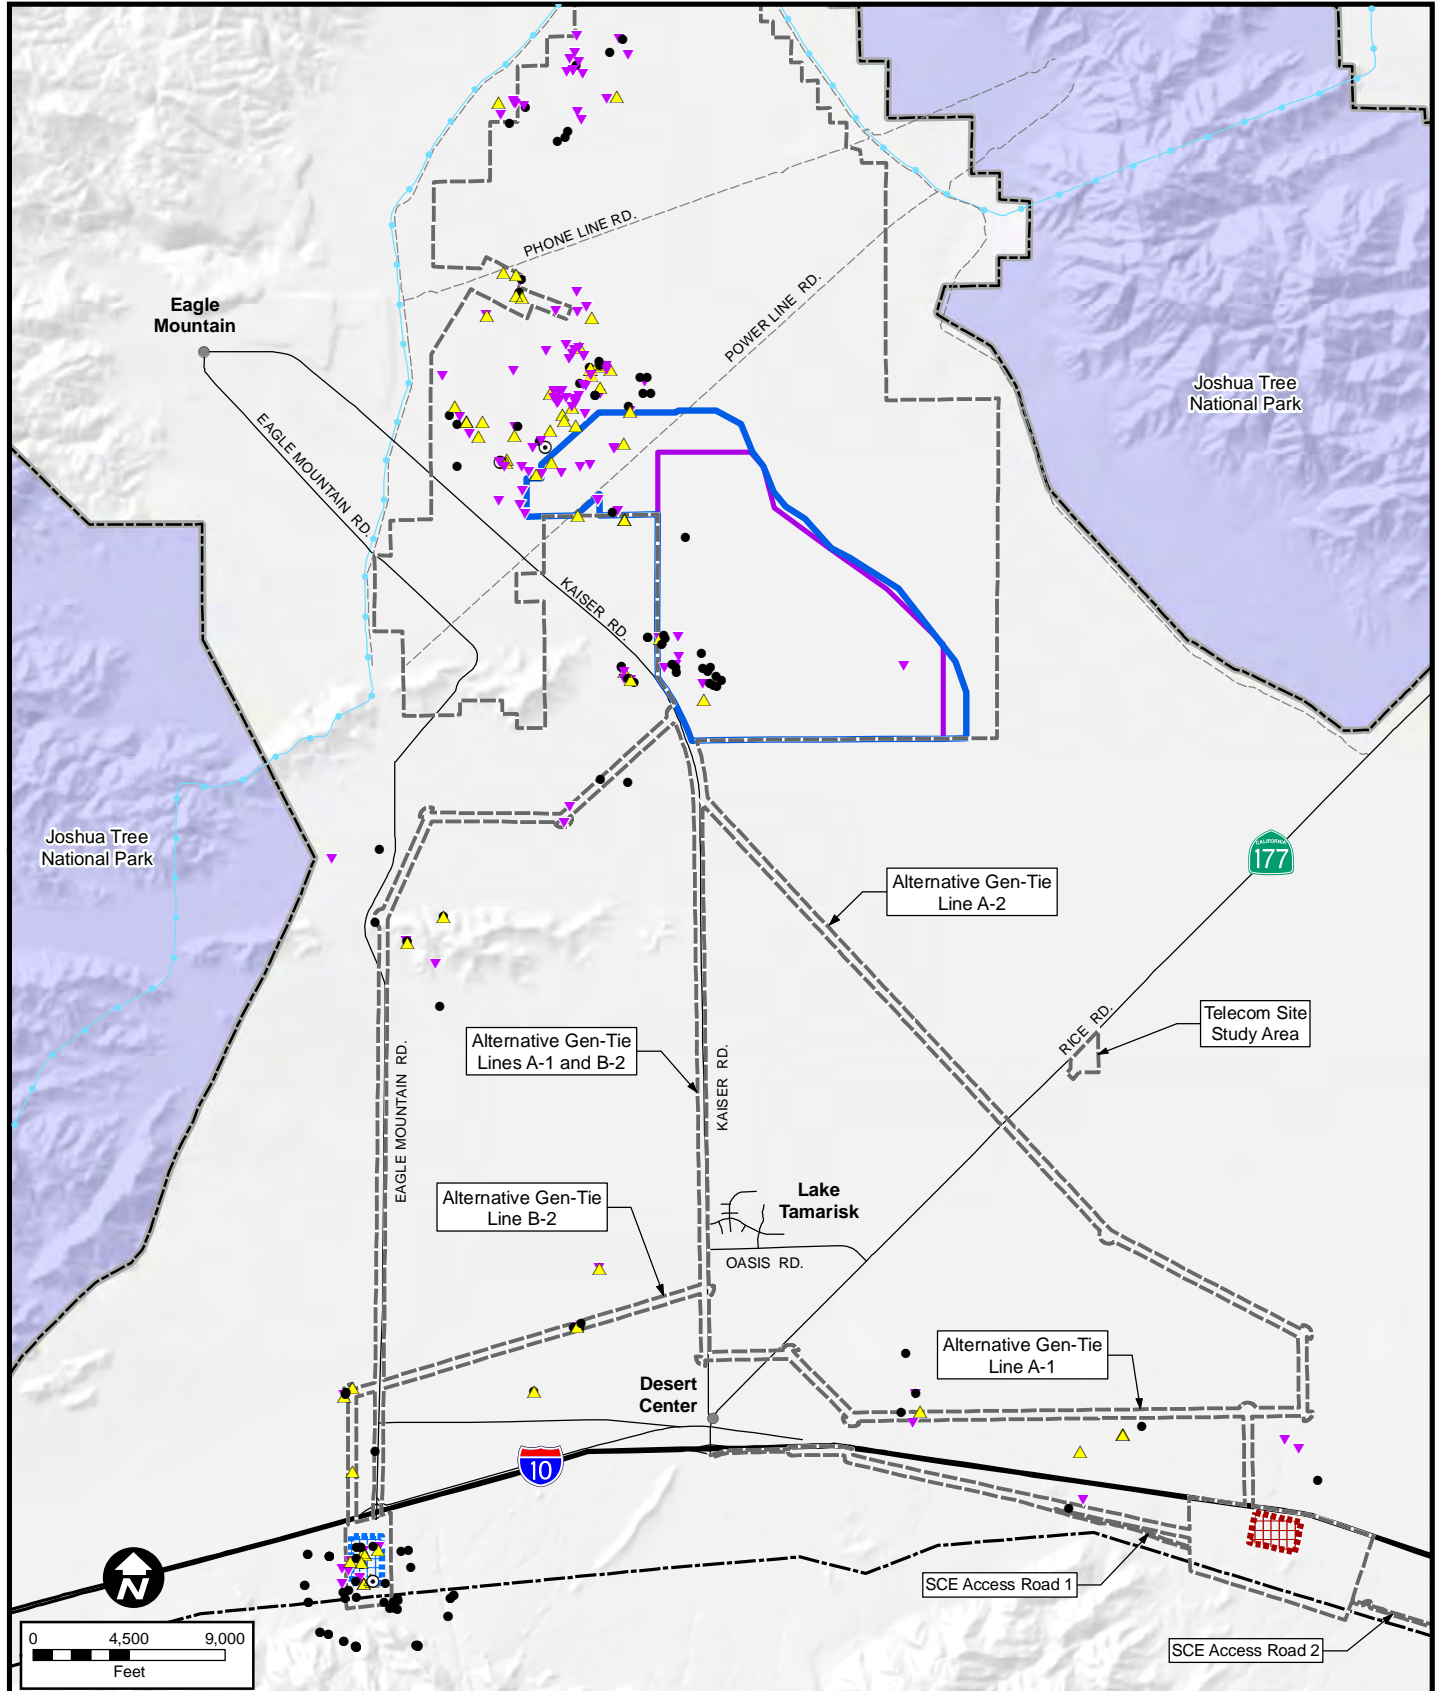 PHONE LINE RD.
POWER LINE RD.
Eagle
Mountain
EAGLE MOUNTAIN RD.
Joshua Tree
National Park
KAISER RD.
Joshua Tree
National Park
CALIFORNIA
177
Alternative Gen-Tie
Line A-2
Telecom Site
Study Area
RICE RD.
Alternative Gen-Tie
Lines A-1 and B-2
EAGLE MOUNTAIN RD.
KAISER RD.
Alternative Gen-Tie
Line B-2
Lake
Tamarisk
OASIS RD.
Alternative Gen-Tie
Line A-1
Desert
Center
10
SCE Access Road 1
SCE Access Road 2
N
0 4,500 9,000
Feet